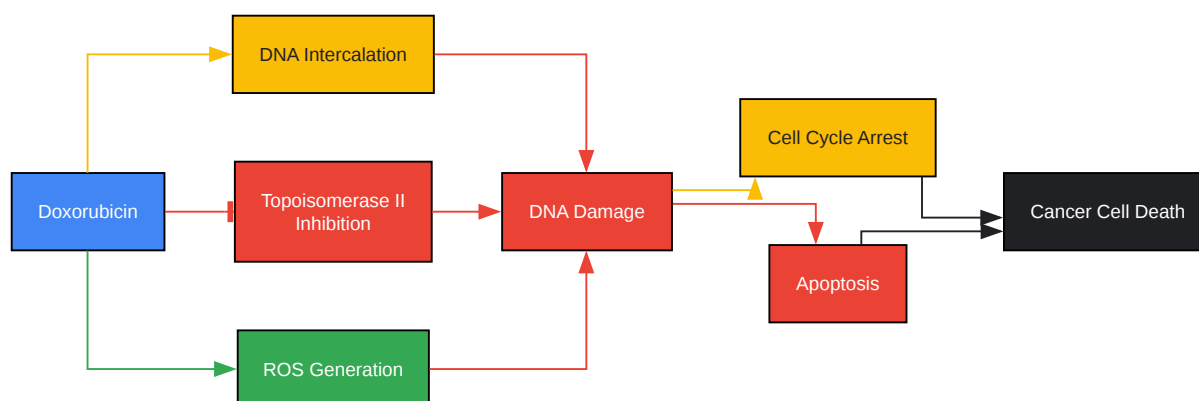 DNA Intercalation
Cell Cycle Arrest
Doxorubicin
Topoisomerase II
Inhibition
DNA Damage
Cancer Cell Death
Apoptosis
ROS Generation